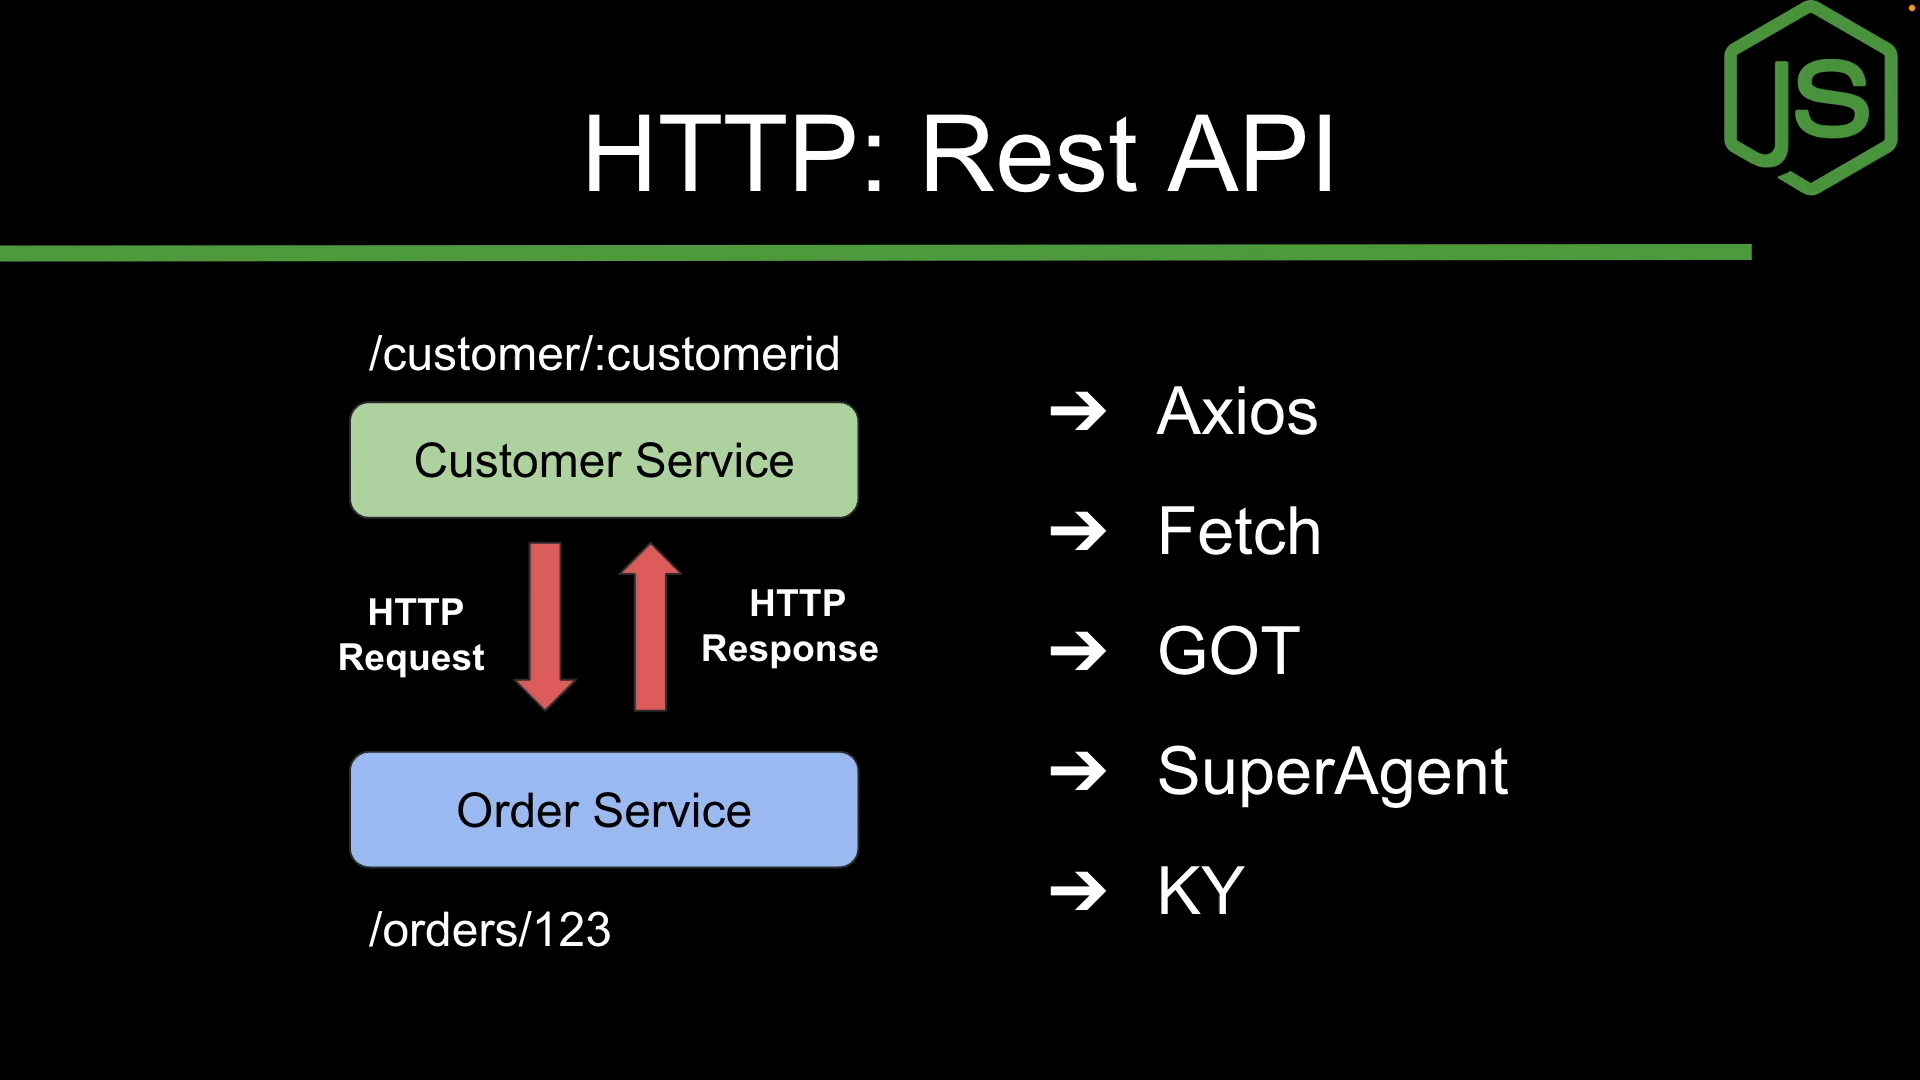 JS
HTTP: Rest API
/customer/:customerid
Customer Service
HTTP
Request
HTTP
Response
Order Service
/orders/123
➔ Axios
➔ Fetch
➔ GOT
➔ SuperAgent
➔ KY